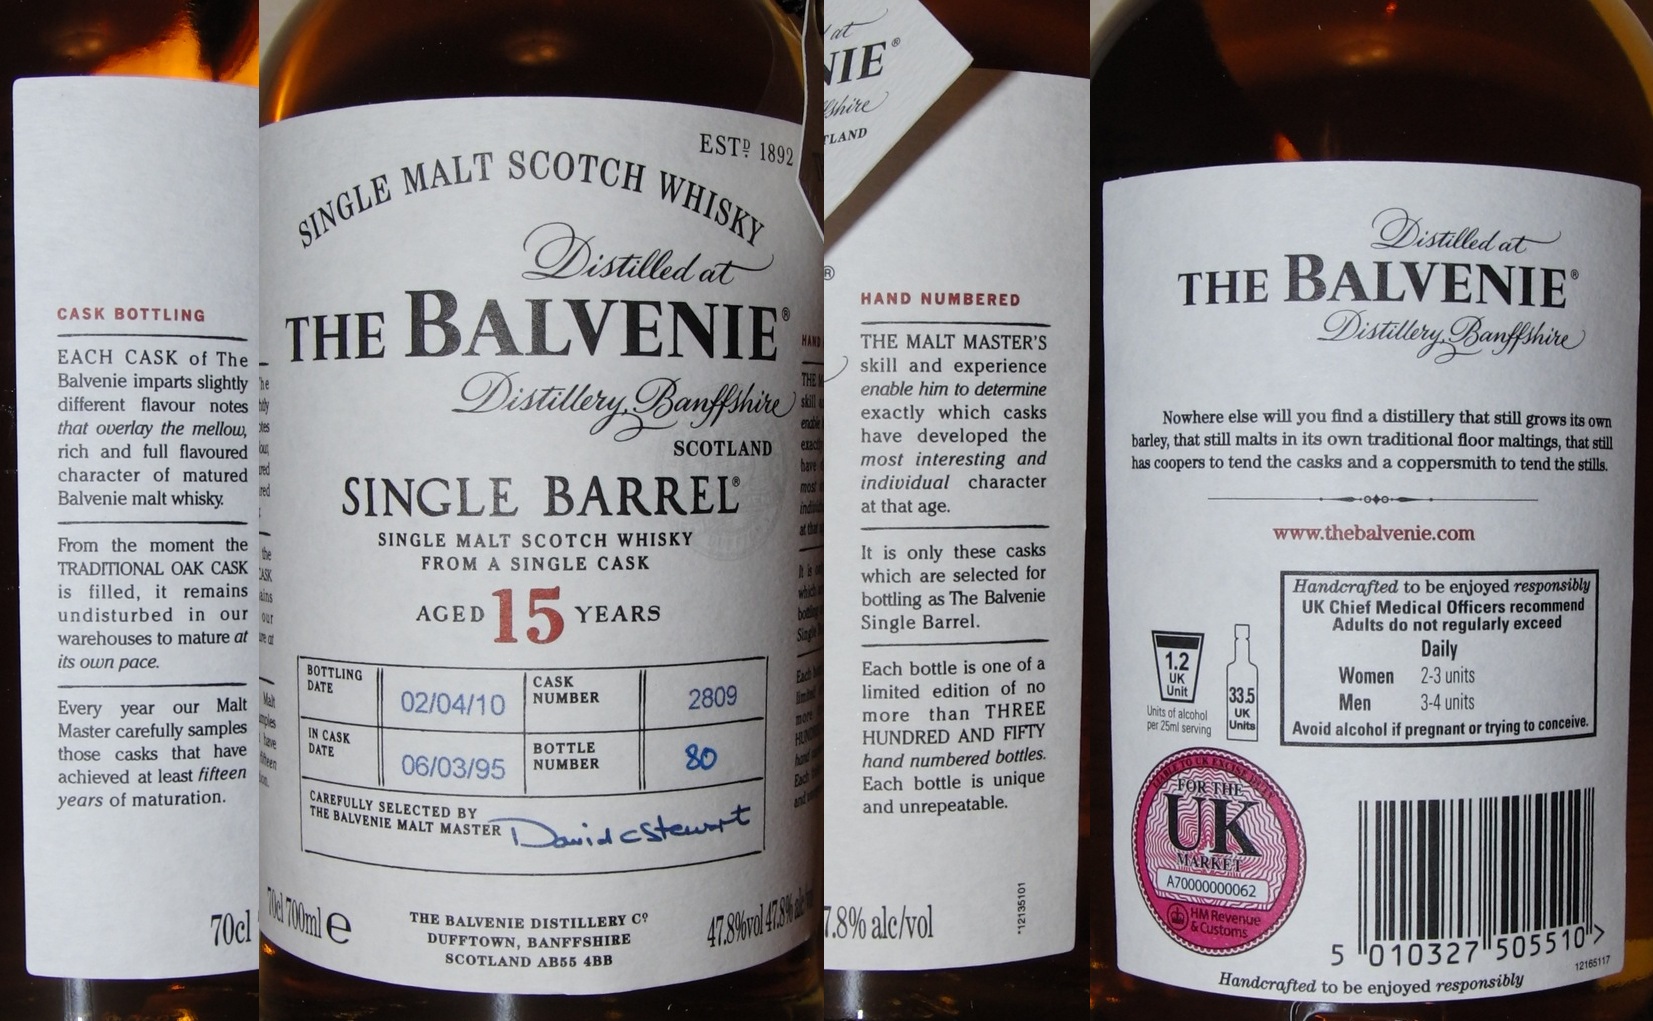 CASK BOTTLING
EACH CASK of The
Balvenie imparts slightly
different flavour notes
that overlay the mellow,
rich and full flavoured
character of matured
Balvenie malt whisky.
From the moment the
TRADITIONAL OAK CASK
is filled, it remains
undisturbed in our
warehouses to mature at
its own pace.
Every year our Malt
Master carefully samples
those casks that have
achieved at least fifteen
years of maturation.
70cl
ESTD 1892
SINGLE MALT SCOTCH WHISKY
Distilled at
THE BALVENIE®
Distillery, Banffshire
SCOTLAND
SINGLE BARREL®
SINGLE MALT SCOTCH WHISKY
FROM A SINGLE CASK
AGED 15 YEARS
BOTTLING DATE 02/04/10 CASK NUMBER 2809
IN CASK DATE 06/03/95 BOTTLE NUMBER 80
CAREFULLY SELECTED BY
THE BALVENIE MALT MASTER David C Stewart
70cl 700ml e
THE BALVENIE DISTILLERY Co
DUFFTOWN, BANFFSHIRE
SCOTLAND AB55 4BB
47.8%vol 47.8%
at
NIE®
ffshire
TLAND
HAND NUMBERED
THE MALT MASTER'S
skill and experience
enable him to determine
exactly which casks
have developed the
most interesting and
individual character
at that age.
It is only these casks
which are selected for
bottling as The Balvenie
Single Barrel.
Each bottle is one of a
limited edition of no
more than THREE
HUNDRED AND FIFTY
hand numbered bottles.
Each bottle is unique
and unrepeatable.
7.8% alc/vol
*12135101
Distilled at
THE BALVENIE®
Distillery, Banffshire
Nowhere else will you find a distillery that still grows its own
barley, that still malts in its own traditional floor maltings, that still
has coopers to tend the casks and a coppersmith to tend the stills.
www.thebalvenie.com
Handcrafted to be enjoyed responsibly
UK Chief Medical Officers recommend
Adults do not regularly exceed
Daily
Women 2-3 units
Men 3-4 units
Avoid alcohol if pregnant or trying to conceive.
1.2
UK
Unit
Units of alcohol
per 25ml serving
33.5
UK
Units
FOR THE
UK
MARKET
A70000000062
HM Revenue
& Customs
5 010327 505510 >
12165117
Handcrafted to be enjoyed responsibly